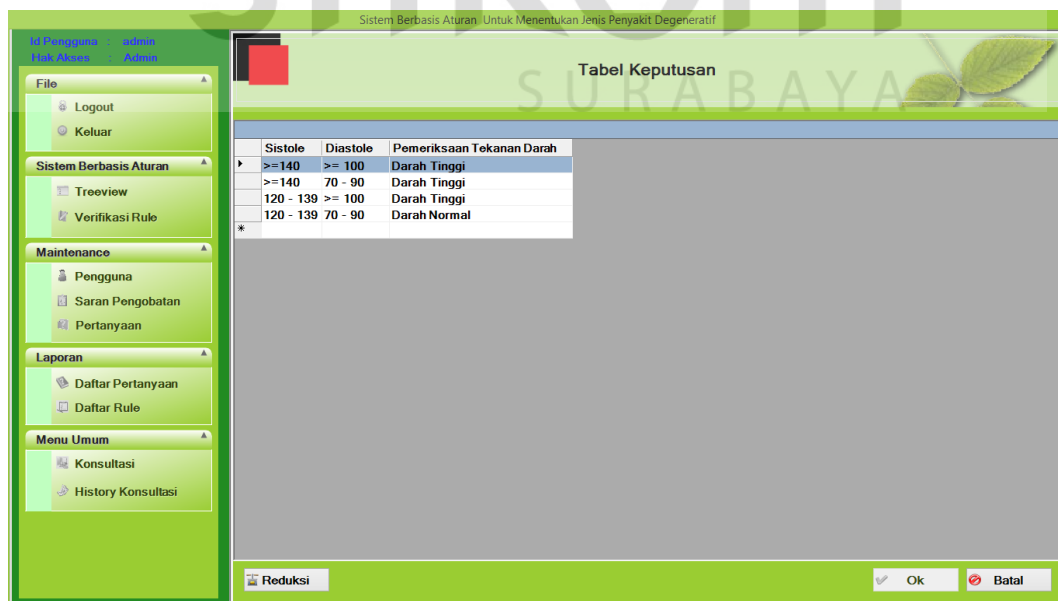 Sistem Berbasis Aturan Untuk Menentukan Jenis Penyakit Degeneratif
Id Pengguna : admin
Hak Akses : Admin
File
Logout
Keluar
Sistem Berbasis Aturan
Treeview
Verifikasi Rule
Maintenance
Pengguna
Saran Pengobatan
Pertanyaan
Laporan
Daftar Pertanyaan
Daftar Rule
Menu Umum
Konsultasi
History Konsultasi
Tabel Keputusan
SURABAYA
Sistole Diastole Pemeriksaan Tekanan Darah
>=140 >= 100 Darah Tinggi
>=140 70 - 90 Darah Tinggi
120 - 139 >= 100 Darah Tinggi
120 - 139 70 - 90 Darah Normal
*
Reduksi Ok Batal